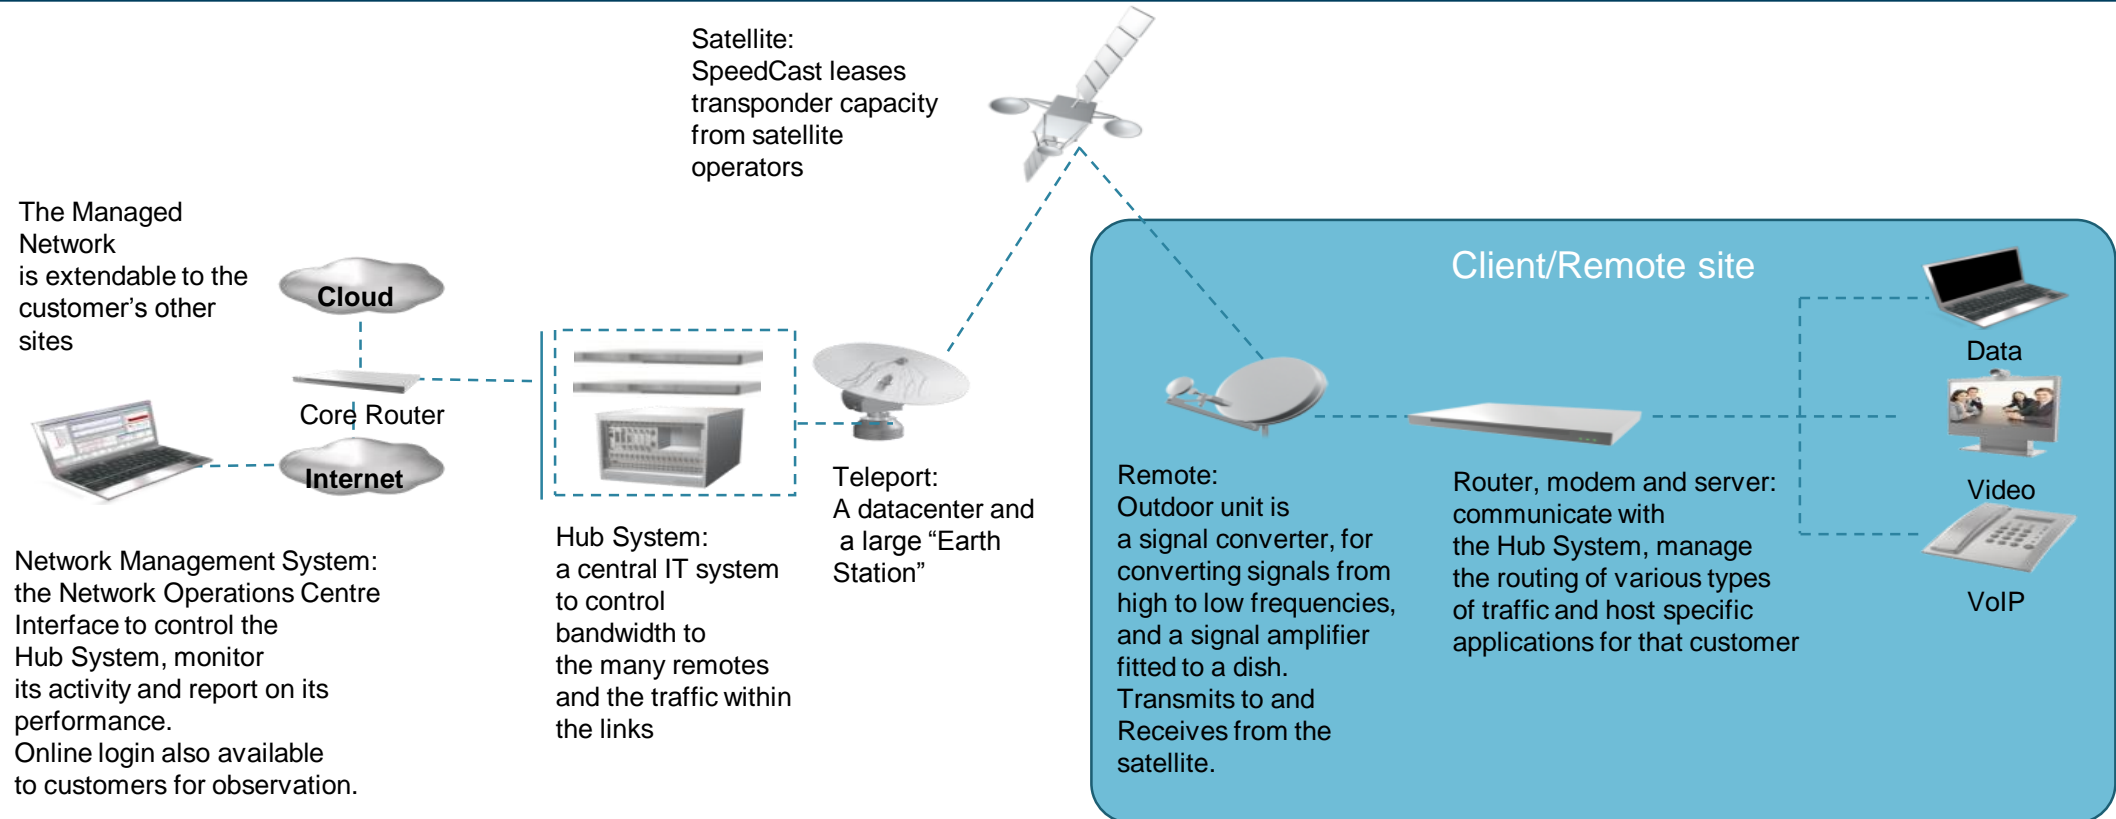 Satellite:
SpeedCast leases
transponder capacity
from satellite
operators
The Managed
Network
is extendable to the
customer’s other
sites
Cloud
Core Router
Internet
Network Management System:
the Network Operations Centre
Interface to control the
Hub System, monitor
its activity and report on its
performance.
Online login also available
to customers for observation.
Hub System:
a central IT system
to control
bandwidth to
the many remotes
and the traffic within
the links
Teleport:
A datacenter and
a large “Earth
Station”
Client/Remote site
Remote:
Outdoor unit is
a signal converter, for
converting signals from
high to low frequencies,
and a signal amplifier
fitted to a dish.
Transmits to and
Receives from the
satellite.
Router, modem and server:
communicate with
the Hub System, manage
the routing of various types
of traffic and host specific
applications for that customer
Data
Video
VoIP